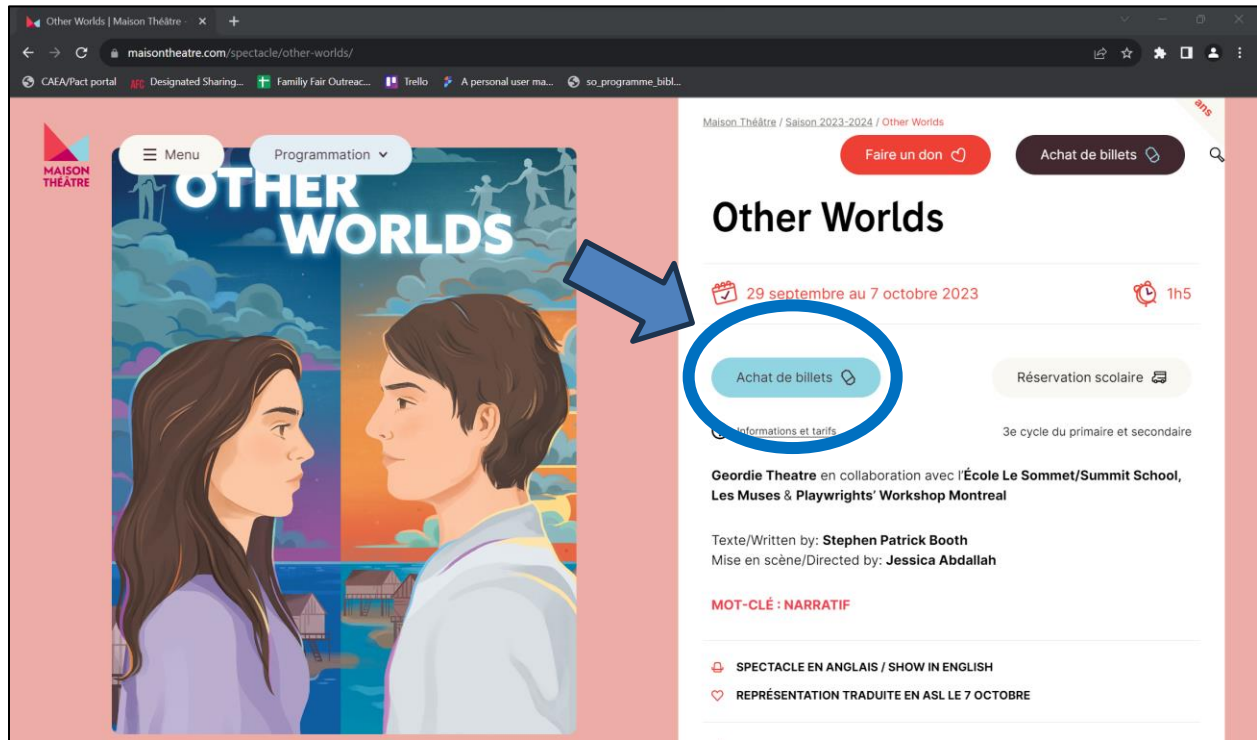 Other Worlds | Maison Théâtre -
maisontheatre.com/spectacle/other-worlds/
CAEA/Pact portal AFC Designated Sharing... Familiy Fair Outreac... Trello A personal user ma... so_programme_bibl...
MAISON
THÉÂTRE
Menu
Programmation
OTHER
WORLDS
Maison Théâtre / Saison 2023-2024 / Other Worlds
ans
Faire un don
Achat de billets
Other Worlds
29 septembre au 7 octobre 2023
1h5
Achat de billets
Réservation scolaire
Informations et tarifs
3e cycle du primaire et secondaire
Geordie Theatre en collaboration avec l'École Le Sommet/Summit School,
Les Muses & Playwrights' Workshop Montreal
Texte/Written by: Stephen Patrick Booth
Mise en scène/Directed by: Jessica Abdallah
MOT-CLÉ : NARRATIF
SPECTACLE EN ANGLAIS / SHOW IN ENGLISH
REPRÉSENTATION TRADUITE EN ASL LE 7 OCTOBRE